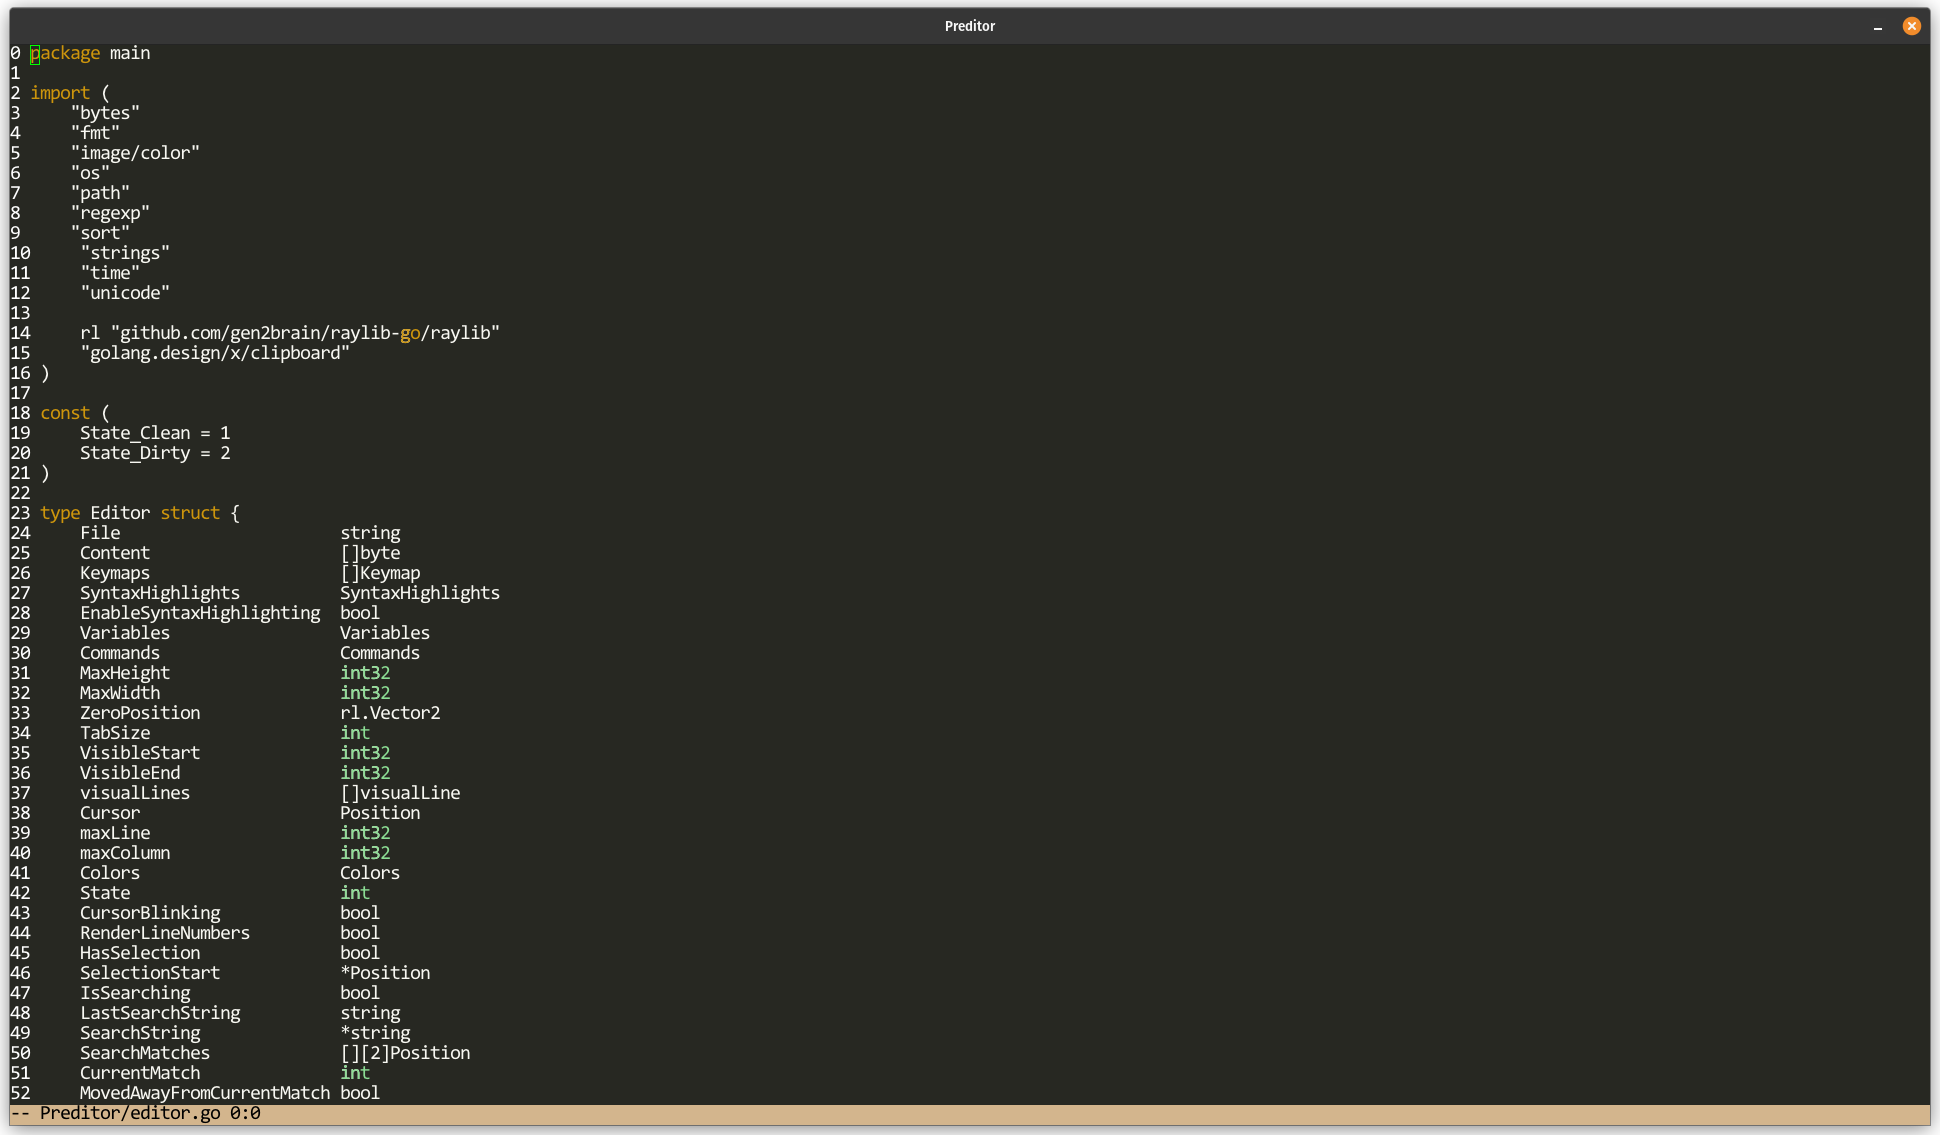 Preditor
0 package main
1
2 import (
3     "bytes"
4     "fmt"
5     "image/color"
6     "os"
7     "path"
8     "regexp"
9     "sort"
10     "strings"
11     "time"
12     "unicode"
13
14     rl "github.com/gen2brain/raylib-go/raylib"
15     "golang.design/x/clipboard"
16 )
17
18 const (
19     State_Clean = 1
20     State_Dirty = 2
21 )
22
23 type Editor struct {
24     File                      string
25     Content                   []byte
26     Keymaps                   []Keymap
27     SyntaxHighlights          SyntaxHighlights
28     EnableSyntaxHighlighting  bool
29     Variables                 Variables
30     Commands                  Commands
31     MaxHeight                 int32
32     MaxWidth                  int32
33     ZeroPosition              rl.Vector2
34     TabSize                   int
35     VisibleStart              int32
36     VisibleEnd                int32
37     visualLines               []visualLine
38     Cursor                    Position
39     maxLine                   int32
40     maxColumn                 int32
41     Colors                    Colors
42     State                     int
43     CursorBlinking            bool
44     RenderLineNumbers         bool
45     HasSelection              bool
46     SelectionStart            *Position
47     IsSearching               bool
48     LastSearchString          string
49     SearchString              *string
50     SearchMatches             [][2]Position
51     CurrentMatch              int
52     MovedAwayFromCurrentMatch bool
-- Preditor/editor.go 0:0